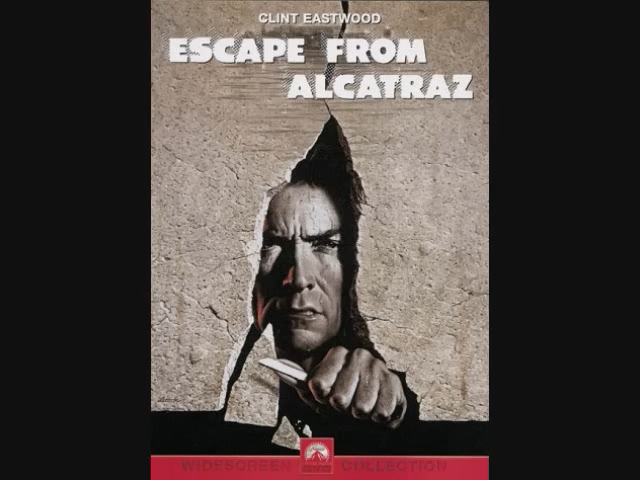 CLINT EASTWOOD
ESCAPE FROM
ALCATRAZ
WIDESCREEN COLLECTION